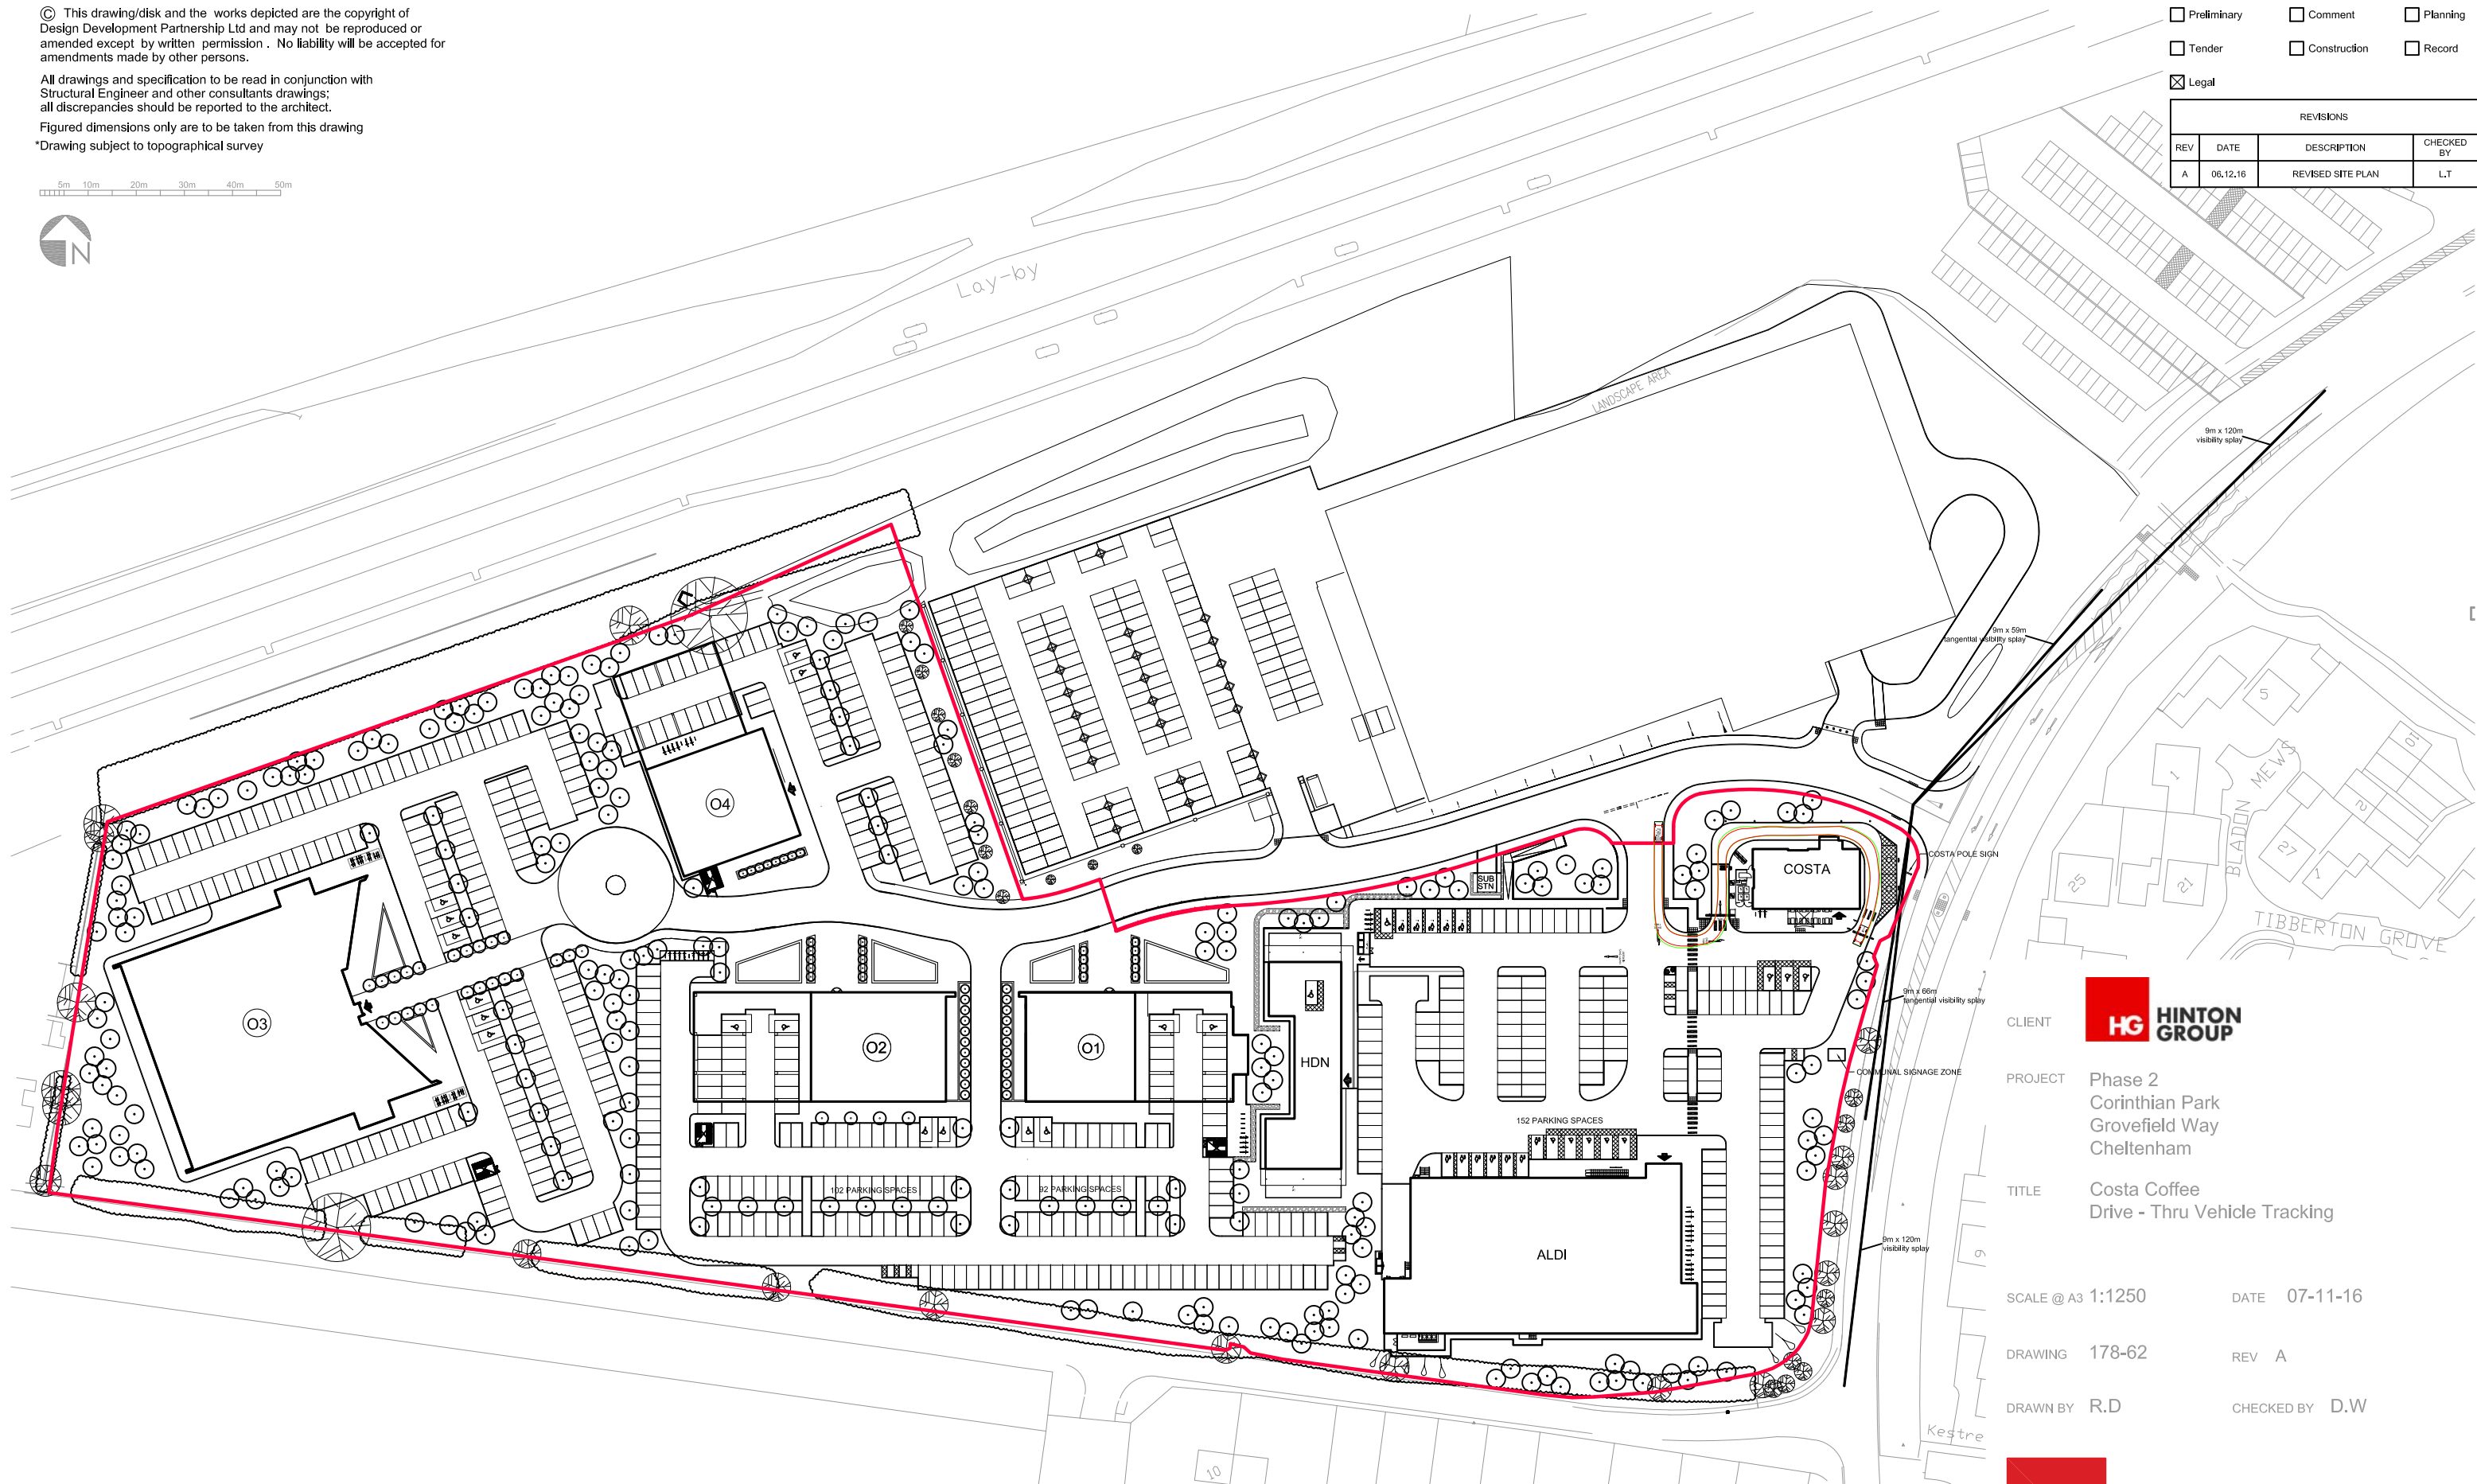 © This drawing/disk and the works depicted are the copyright of
Design Development Partnership Ltd and may not be reproduced or
amended except by written permission . No liability will be accepted for
amendments made by other persons.
All drawings and specification to be read in conjunction with
Structural Engineer and other consultants drawings;
all discrepancies should be reported to the architect.
Figured dimensions only are to be taken from this drawing
*Drawing subject to topographical survey
5m 10m 20m 30m 40m 50m
N
Preliminary Comment Planning
Tender Construction Record
Legal
REVISIONS
REV DATE DESCRIPTION CHECKED BY
A 06.12.16 REVISED SITE PLAN L.T
Lay-by
LANDSCAPE AREA
9m x 120m
visibility splay
9m x 59m
tangential visibility splay
5
10
1
2
27
1
25
21
BLADON MEWS
TIBBERTON GROVE
O4
COSTA
COSTA POLE SIGN
SUB
STN
9m x 66m
tangential visibility splay
O3
O2
O1
HDN
COMMUNAL SIGNAGE ZONE
152 PARKING SPACES
102 PARKING SPACES
92 PARKING SPACES
ALDI
9m x 120m
visibility splay
9
10
Kestre
CLIENT HG HINTON
GROUP
PROJECT Phase 2
Corinthian Park
Grovefield Way
Cheltenham
TITLE Costa Coffee
Drive - Thru Vehicle Tracking
SCALE @ A3 1:1250 DATE 07-11-16
DRAWING 178-62 REV A
DRAWN BY R.D CHECKED BY D.W